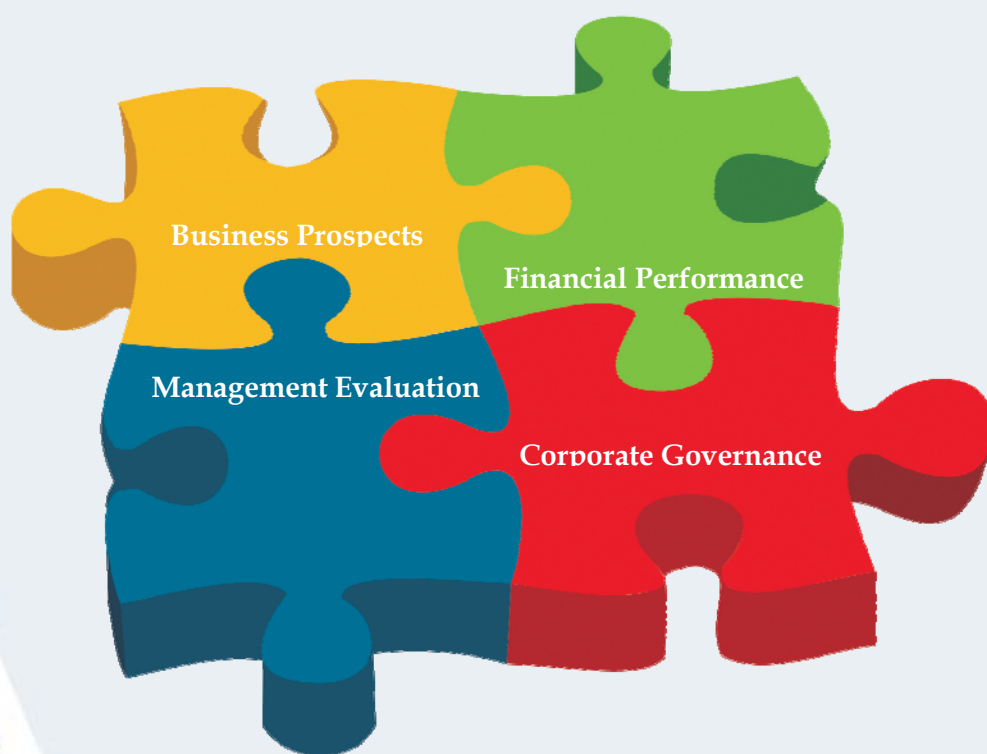 Business Prospects
Financial Performance
Management Evaluation
Corporate Governance